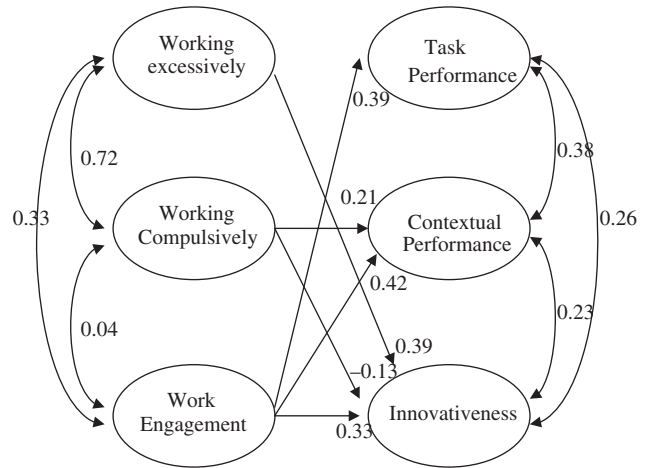 Working
excessively
Task
Performance
0.39
0.72
0.38
0.21
0.33
Working
Compulsively
Contextual
Performance
0.26
0.42
0.23
0.04
0.39
–0.13
Work
Engagement
0.33
Innovativeness